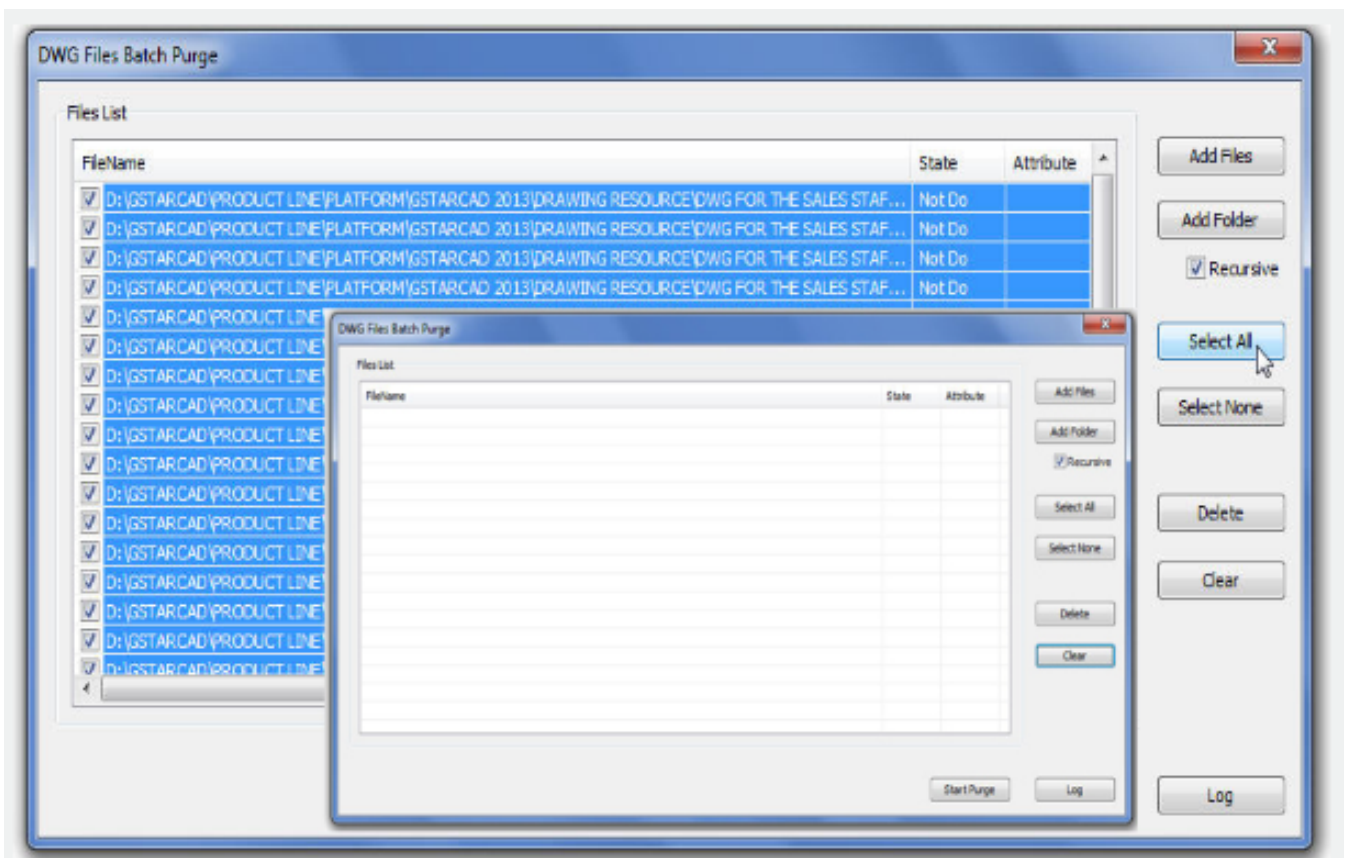 DWG Files Batch Purge
X
Files List
FileName State Attribute
D:\GSTARCAD\PRODUCT LINE\PLATFORM\GSTARCAD 2013\DRAWING RESOURCE\DWG FOR THE SALES STAF... Not Do
D:\GSTARCAD\PRODUCT LINE\PLATFORM\GSTARCAD 2013\DRAWING RESOURCE\DWG FOR THE SALES STAF... Not Do
D:\GSTARCAD\PRODUCT LINE\PLATFORM\GSTARCAD 2013\DRAWING RESOURCE\DWG FOR THE SALES STAF... Not Do
D:\GSTARCAD\PRODUCT LINE\PLATFORM\GSTARCAD 2013\DRAWING RESOURCE\DWG FOR THE SALES STAF... Not Do
D:\GSTARCAD\PRODUCT LINE\
D:\GSTARCAD\PRODUCT LINE\
D:\GSTARCAD\PRODUCT LINE\
D:\GSTARCAD\PRODUCT LINE\
D:\GSTARCAD\PRODUCT LINE\
D:\GSTARCAD\PRODUCT LINE\
D:\GSTARCAD\PRODUCT LINE\
D:\GSTARCAD\PRODUCT LINE\
D:\GSTARCAD\PRODUCT LINE\
D:\GSTARCAD\PRODUCT LINE\
D:\GSTARCAD\PRODUCT LINE\
D:\GSTARCAD\PRODUCT LINE\
D:\GSTARCAD\PRODUCT LINE\
Add Files
Add Folder
Recursive
Select All
Select None
Delete
Clear
Log
DWG Files Batch Purge
X
Files List
FileName State Attribute
Add Files
Add Folder
Recursive
Select All
Select None
Delete
Clear
Start Purge
Log